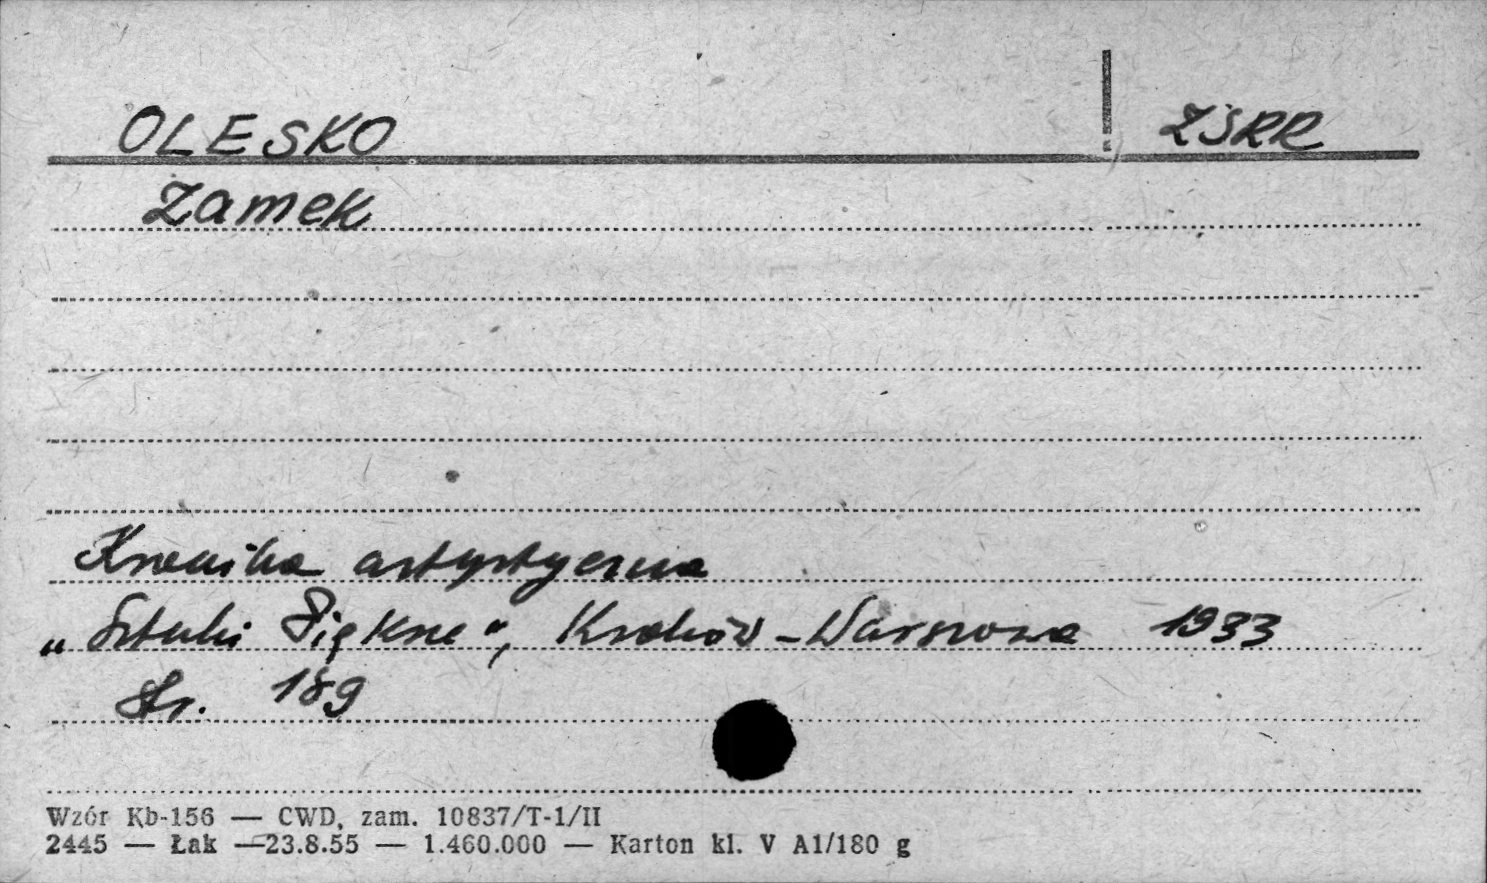 OLESKO ZSRR
Zamek
Kronika artystyczna
„Sztuki Piękne", Kraków - Warszawa 1933
str. 189
Wzór Kb-156 — CWD, zam. 10837/T-1/II
2445 — Łak — 23.8.55 — 1.460.000 — Karton kl. V A1/180 g